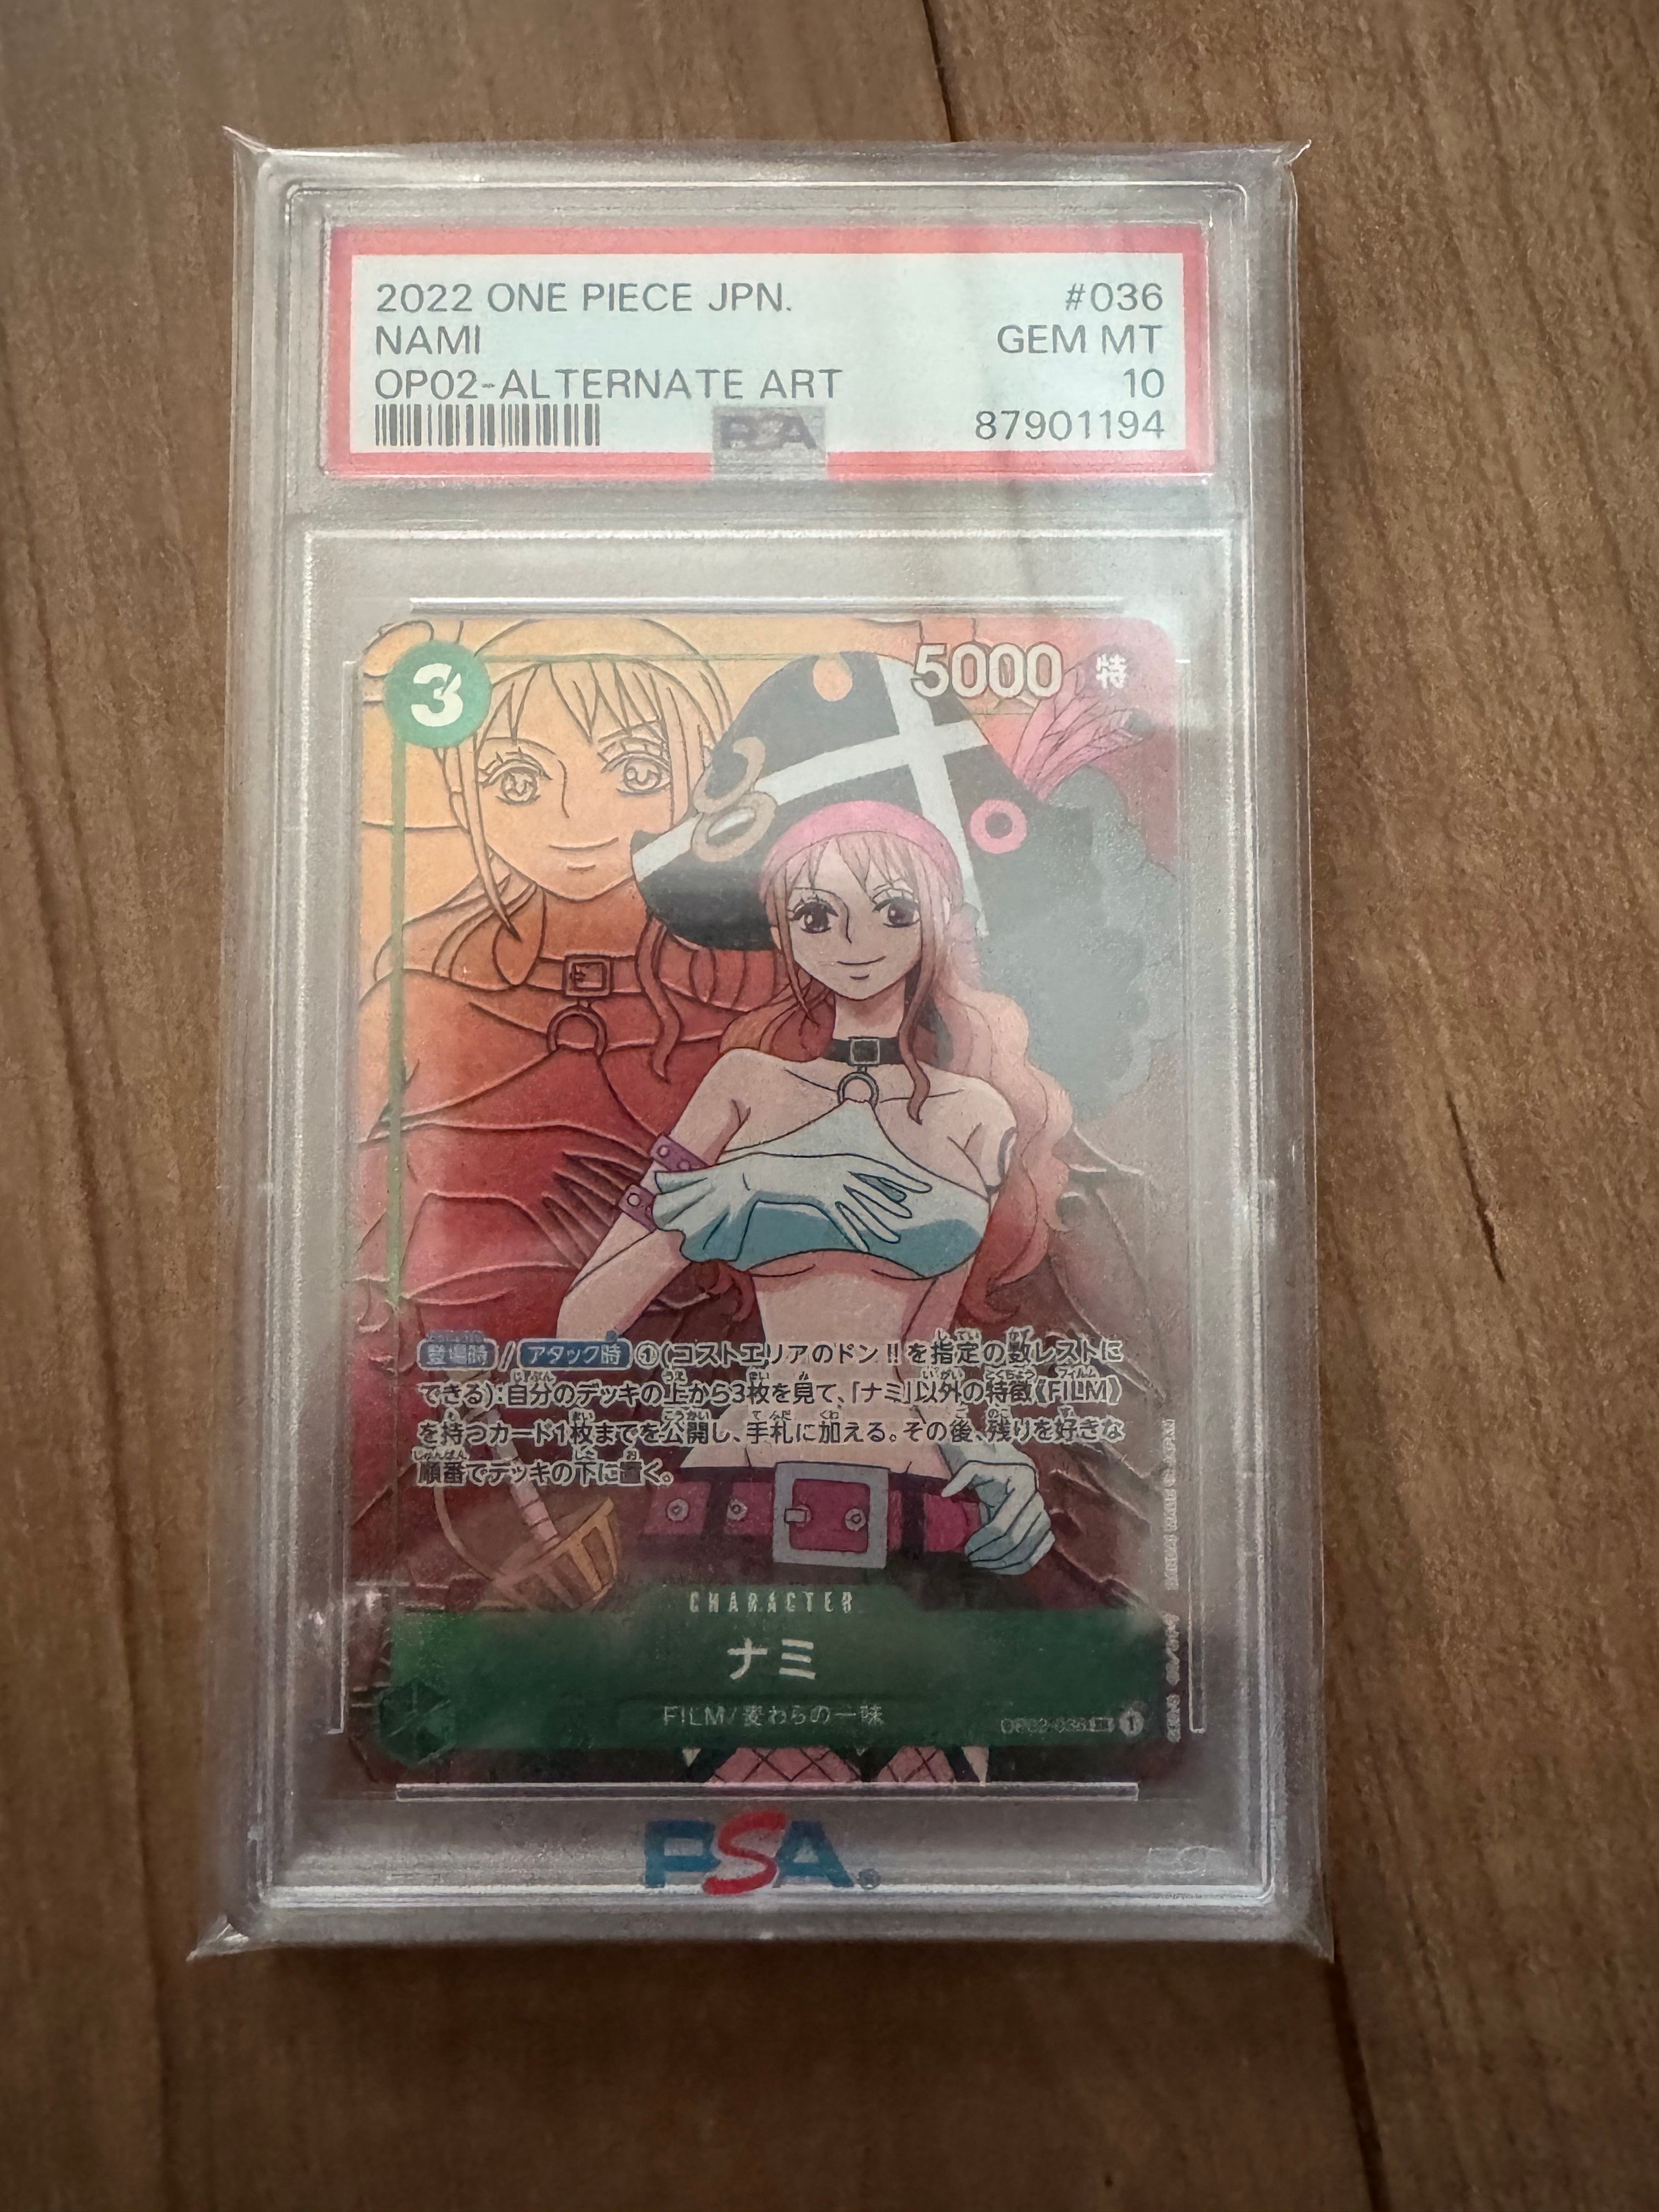 2022 ONE PIECE JPN. #036
NAMI GEM MT
OP02-ALTERNATE ART 10
PSA 87901194
3 5000 特
登場時/アタック時①(コストエリアのドン!!を指定の数レストに
できる):自分のデッキの上から3枚を見て、「ナミ」以外の特徴《FILM》
を持つカード1枚までを公開し、手札に加える。その後、残りを好きな
順番でデッキの下に置く。
CHARACTER
ナミ
FILM/麦わらの一味
OP02-036 1
PSA